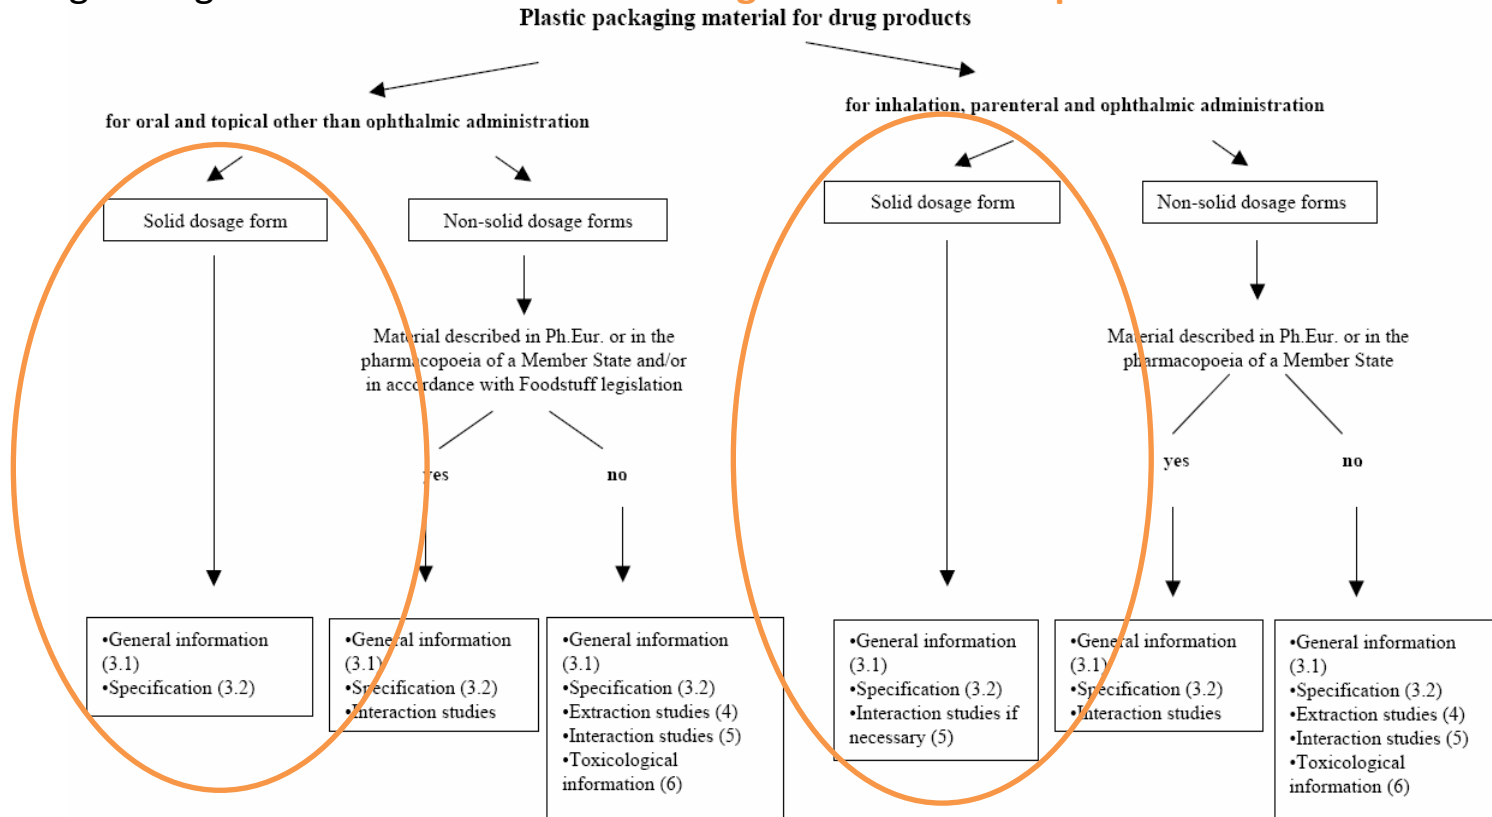 Plastic packaging material for drug products
for oral and topical other than ophthalmic administration
for inhalation, parenteral and ophthalmic administration
Solid dosage form
Non-solid dosage forms
Solid dosage form
Non-solid dosage forms
Material described in Ph.Eur. or in the
pharmacopoeia of a Member State and/or
in accordance with Foodstuff legislation
Material described in Ph.Eur. or in the
pharmacopoeia of a Member State
yes
no
yes
no
•General information
(3.1)
•Specification (3.2)
•General information
(3.1)
•Specification (3.2)
•Interaction studies
•General information
(3.1)
•Specification (3.2)
•Extraction studies (4)
•Interaction studies (5)
•Toxicological
information (6)
•General information
(3.1)
•Specification (3.2)
•Interaction studies if
necessary (5)
•General information
(3.1)
•Specification (3.2)
•Interaction studies
•General information
(3.1)
•Specification (3.2)
•Extraction studies (4)
•Interaction studies (5)
•Toxicological
information (6)